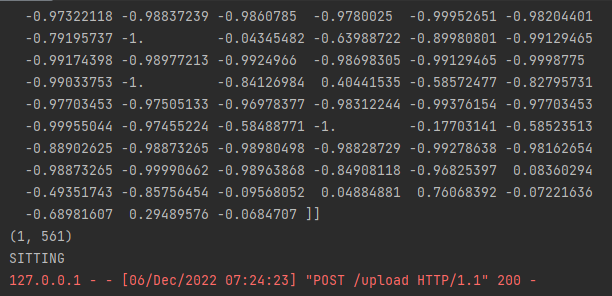 -0.97322118 -0.98837239 -0.9860785  -0.9780025  -0.99952651 -0.98204401
-0.79195737 -1.         -0.04345482 -0.63988722 -0.89980801 -0.99129465
-0.99174398 -0.98977213 -0.9924966  -0.98698305 -0.99129465 -0.9998775
-0.99033753 -1.         -0.84126984  0.40441535 -0.58572477 -0.82795731
-0.97703453 -0.97505133 -0.96978377 -0.98312244 -0.99376154 -0.97703453
-0.99955044 -0.97455224 -0.58488771 -1.         -0.17703141 -0.58523513
-0.88902625 -0.98873265 -0.98980498 -0.98828729 -0.99278638 -0.98162654
-0.98873265 -0.99990662 -0.98963868 -0.84908118 -0.96825397  0.08360294
-0.49351743 -0.85756454 -0.09568052  0.04884881  0.76068392 -0.07221636
-0.68981607  0.29489576 -0.0684707 ]]
(1, 561)
SITTING
127.0.0.1 - - [06/Dec/2022 07:24:23] "POST /upload HTTP/1.1" 200 -